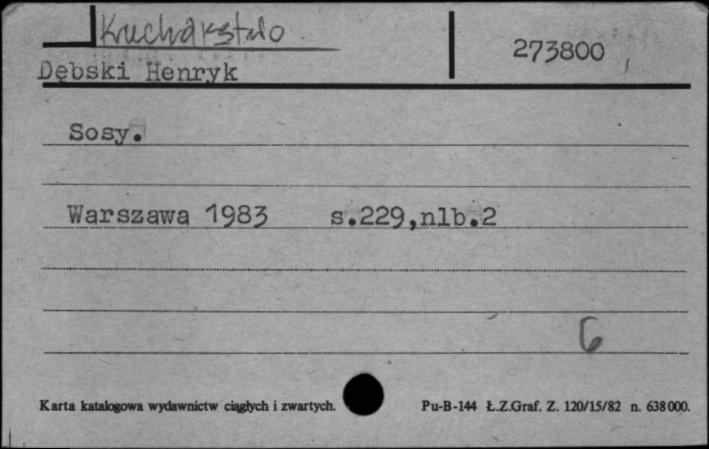 Kucharstwo
273800
Dębski Henryk
Sosy.
Warszawa 1983 s.229,nlb.2
6
Karta katalogowa wydawnictw ciągłych i zwartych. Pu-B-144 Ł.Z.Graf. Z. 120/15/82 n. 638000.